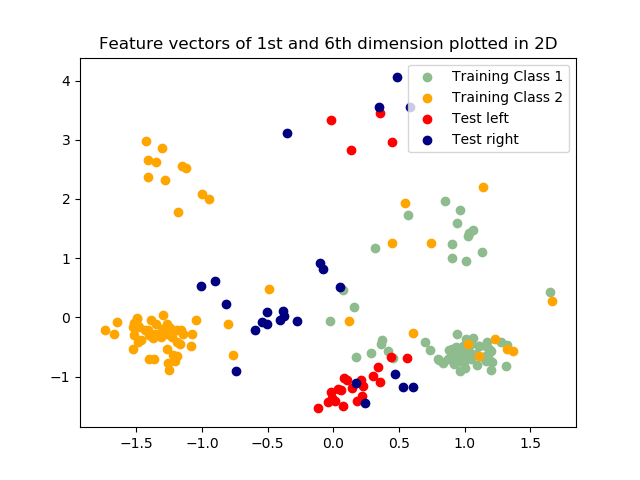 Feature vectors of 1st and 6th dimension plotted in 2D
Training Class 1
Training Class 2
Test left
Test right
4
3
2
1
0
−1
−1.5 −1.0 −0.5 0.0 0.5 1.0 1.5